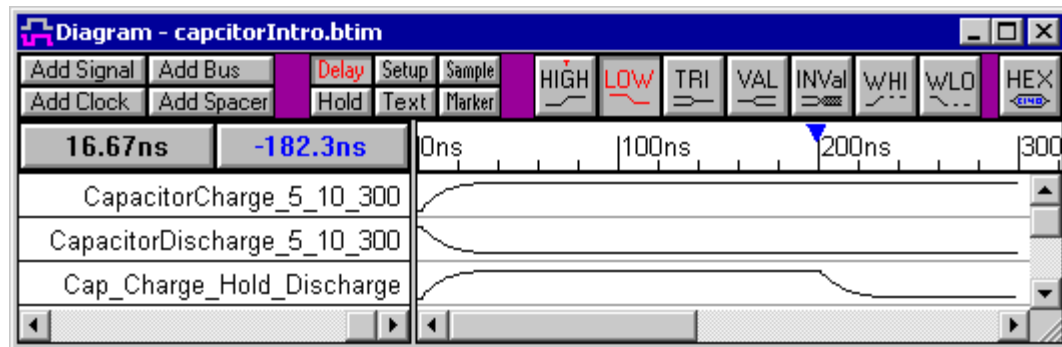 Diagram - capcitorIntro.btim
Add Signal Add Bus Delay Setup Sample HIGH LOW TRI VAL INVal WHI WLO HEX
Add Clock Add Spacer Hold Text Marker
16.67ns -182.3ns 0ns 100ns 200ns 300
CapacitorCharge_5_10_300
CapacitorDischarge_5_10_300
Cap_Charge_Hold_Discharge